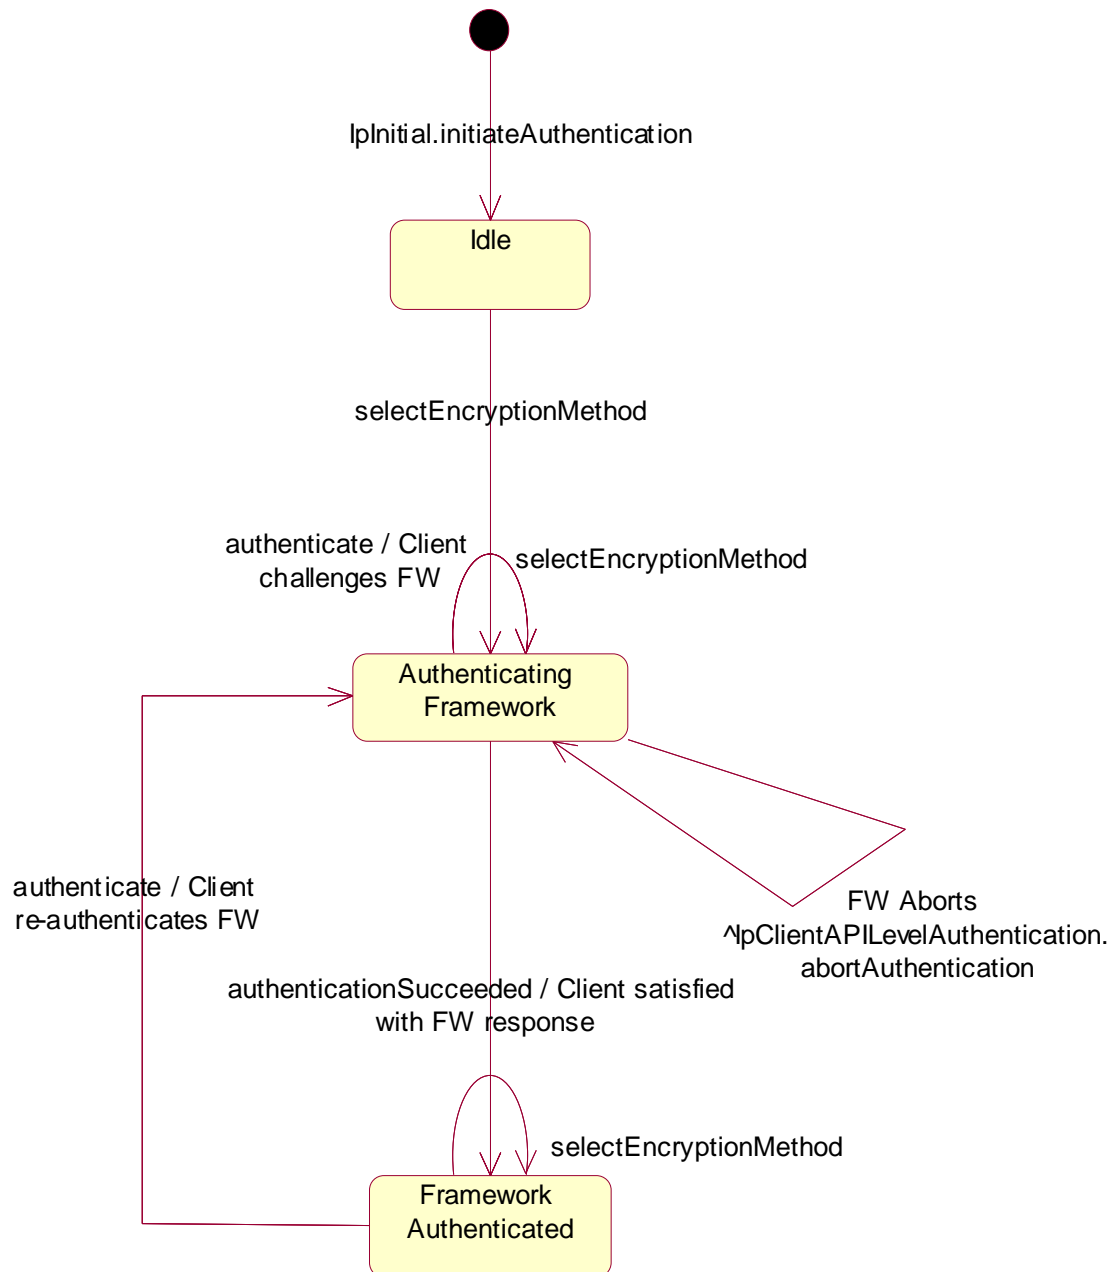 IpInitial.initiateAuthentication
Idle
selectEncryptionMethod
authenticate / Client
challenges FW
selectEncryptionMethod
Authenticating
Framework
authenticate / Client
re-authenticates FW
FW Aborts
^IpClientAPILevelAuthentication.
abortAuthentication
authenticationSucceeded / Client satisfied
with FW response
selectEncryptionMethod
Framework
Authenticated